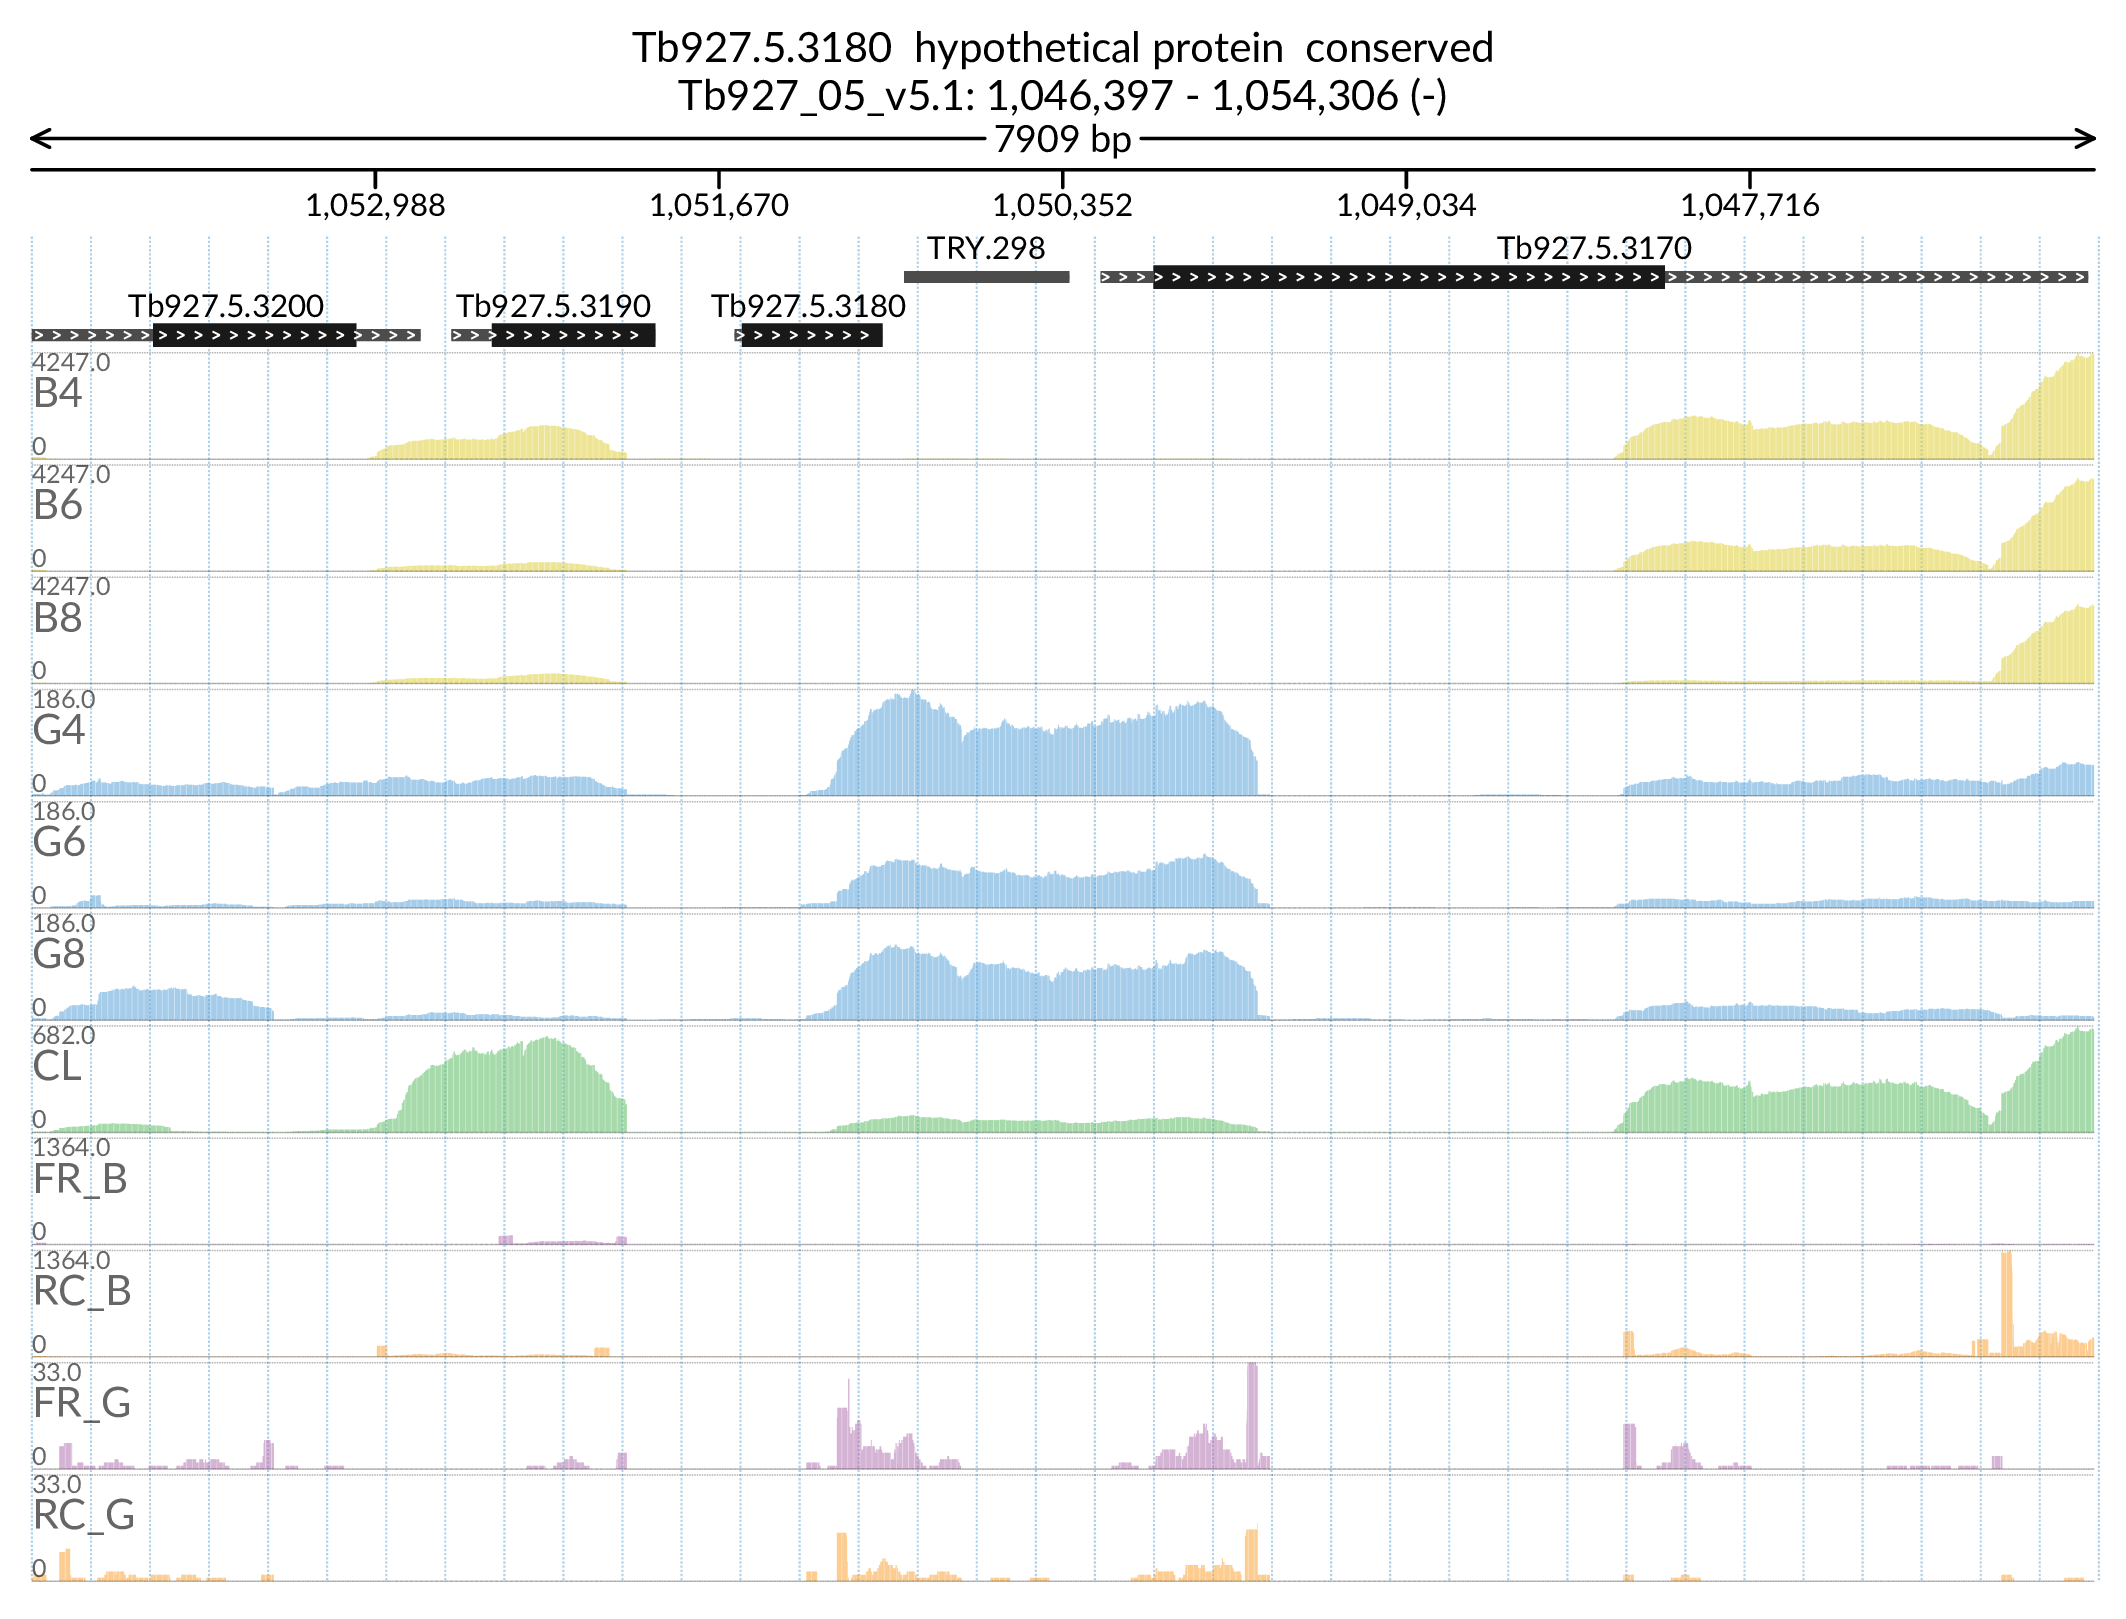 Tb927.5.3180 hypothetical protein conserved
Tb927_05_v5.1: 1,046,397 - 1,054,306 (-)
7909 bp
1,052,988 1,051,670 1,050,352 1,049,034 1,047,716
TRY.298 Tb927.5.3170
Tb927.5.3200 Tb927.5.3190 Tb927.5.3180
4247.0
B4
0
4247.0
B6
0
4247.0
B8
0
186.0
G4
0
186.0
G6
0
186.0
G8
0
682.0
CL
0
1364.0
FR_B
0
1364.0
RC_B
0
33.0
FR_G
0
33.0
RC_G
0